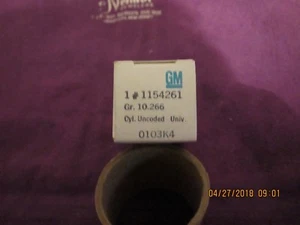 GM
1 # 1154261
Gr. 10.266
Cyl. Uncoded Univ.
0103K4
04/27/2018 09:01